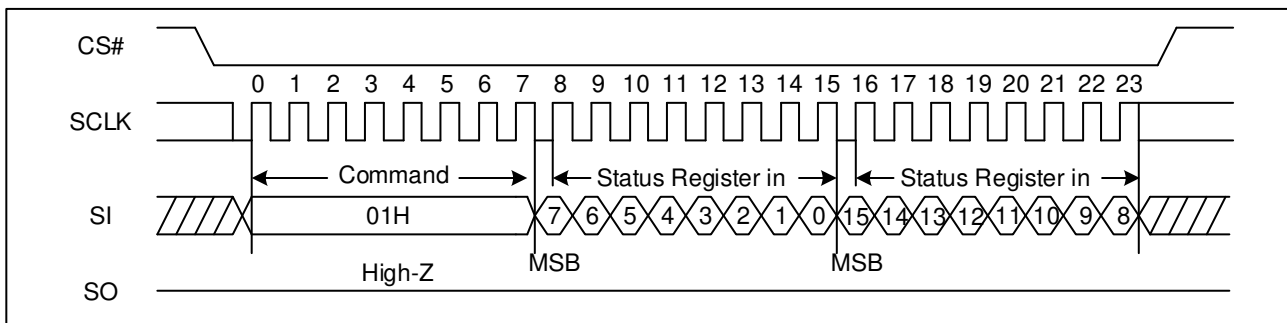 CS#
0 1 2 3 4 5 6 7 8 9 10 11 12 13 14 15 16 17 18 19 20 21 22 23
SCLK
Command Status Register in Status Register in
SI 01H 7 6 5 4 3 2 1 0 15 14 13 12 11 10 9 8
MSB MSB
High-Z
SO